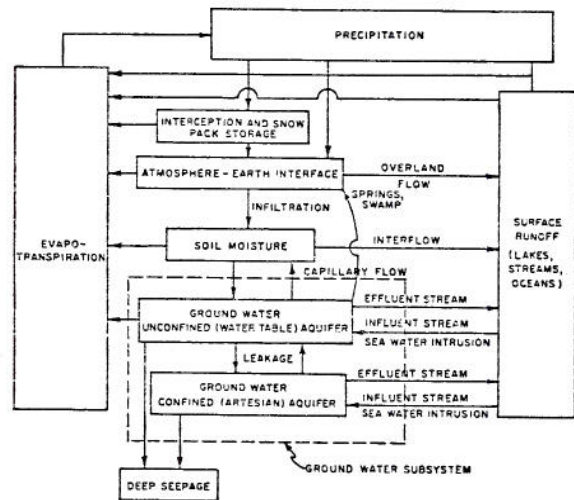 PRECIPITATION
INTERCEPTION AND SNOW
PACK STORAGE
ATMOSPHERE-EARTH INTERFACE
OVERLAND
FLOW
SPRINGS,
SWAMP
INFILTRATION
EVAPO-
TRANSPIRATION
SOIL MOISTURE
INTERFLOW
SURFACE
RUNOFF
(LAKES,
STREAMS,
OCEANS)
CAPILLARY FLOW
GROUND WATER
UNCONFINED (WATER TABLE) AQUIFER
EFFLUENT STREAM
INFLUENT STREAM
SEA WATER INTRUSION
LEAKAGE
GROUND WATER
CONFINED (ARTESIAN) AQUIFER
EFFLUENT STREAM
INFLUENT STREAM
SEA WATER INTRUSION
GROUND WATER SUBSYSTEM
DEEP SEEPAGE